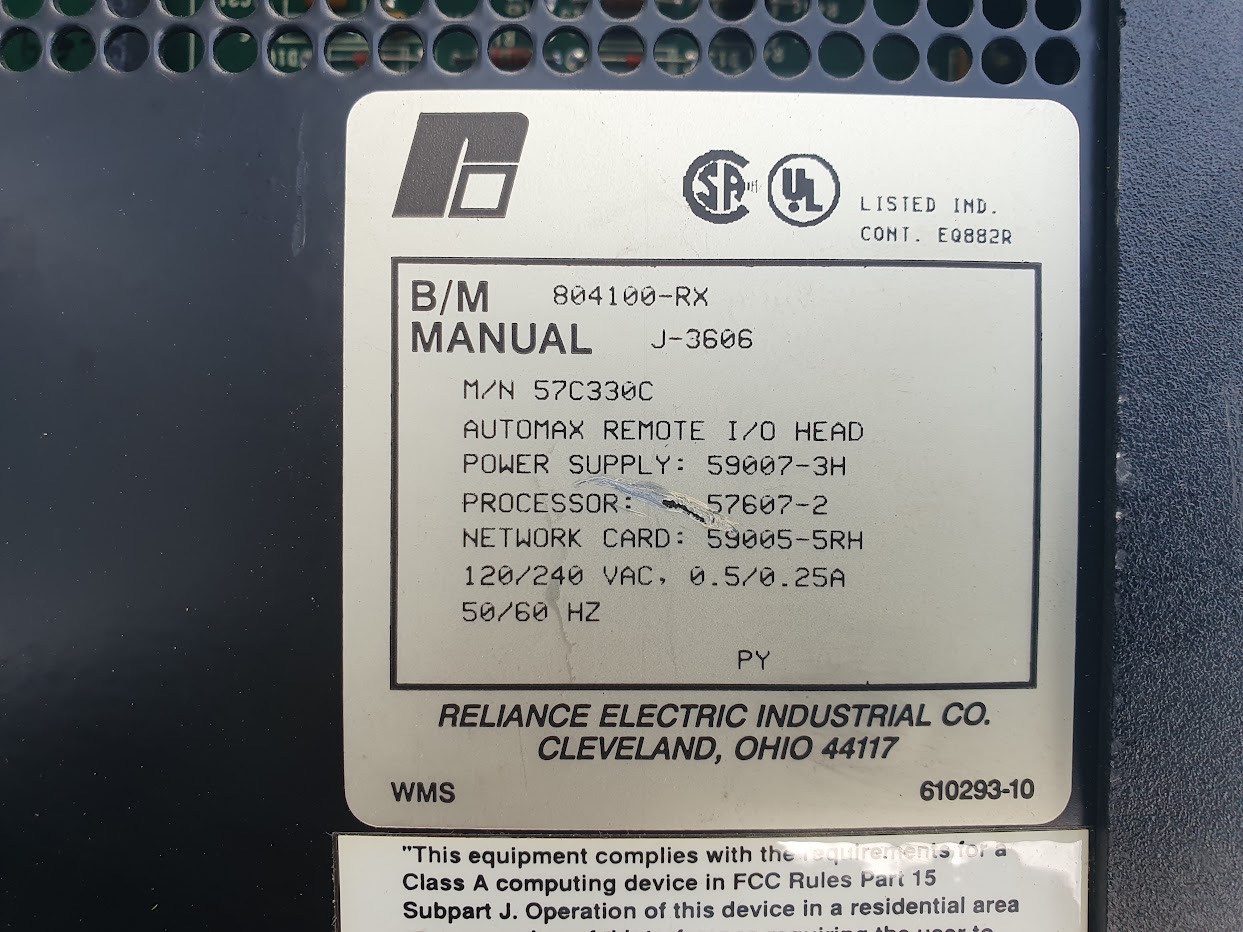 LISTED IND.
CONT. EQ882R
B/M 804100-RX
MANUAL J-3606
M/N 57C330C
AUTOMAX REMOTE I/O HEAD
POWER SUPPLY: 59007-3H
PROCESSOR: 57607-2
NETWORK CARD: 59005-5RH
120/240 VAC, 0.5/0.25A
50/60 HZ
PY
RELIANCE ELECTRIC INDUSTRIAL CO.
CLEVELAND, OHIO 44117
WMS 610293-10
"This equipment complies with the requirements for a
Class A computing device in FCC Rules Part 15
Subpart J. Operation of this device in a residential area